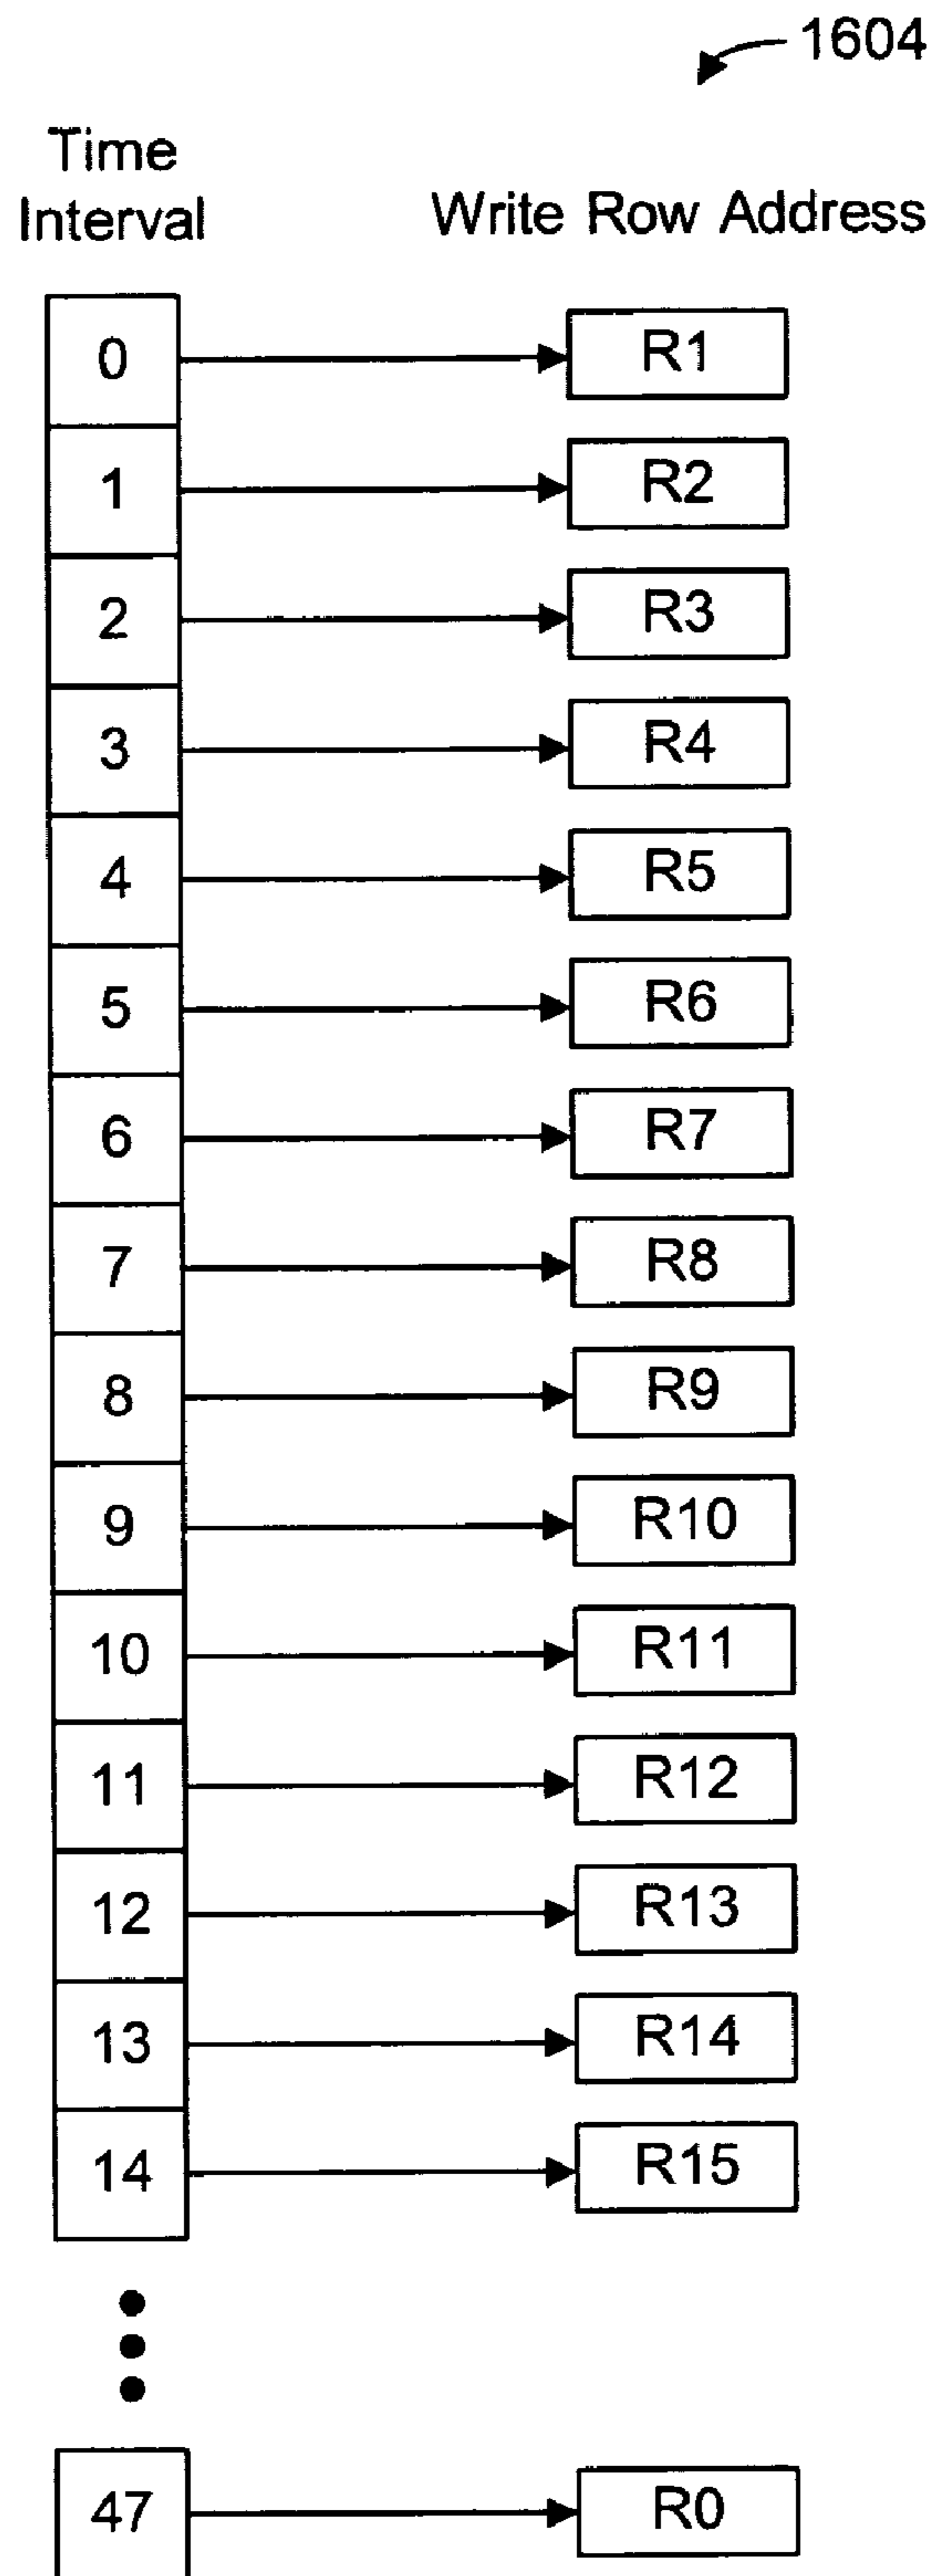 1604
Time
Interval
Write Row Address
0 R1
1 R2
2 R3
3 R4
4 R5
5 R6
6 R7
7 R8
8 R9
9 R10
10 R11
11 R12
12 R13
13 R14
14 R15
47 R0